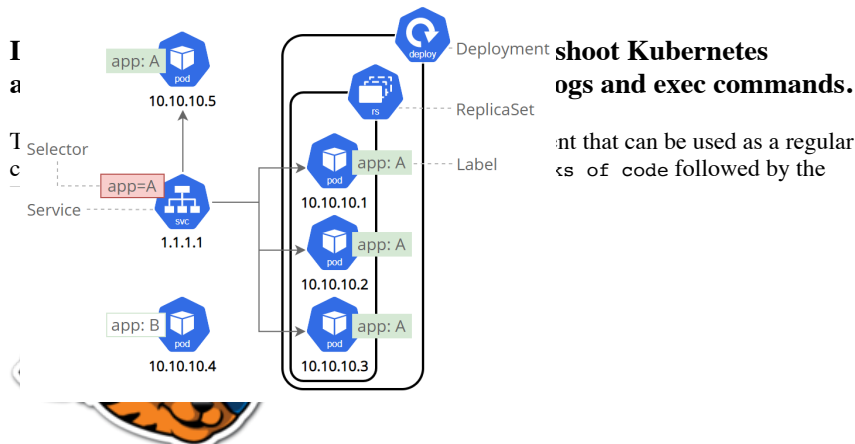 deploy
Deployment
shoot Kubernetes
app: A
pod
10.10.10.5
ogs and exec commands.
rs
ReplicaSet
Selector
nt that can be used as a regular
app: A
Label
pod
of code followed by the
app=A
10.10.10.1
Service
svc
1.1.1.1
app: A
pod
10.10.10.2
app: B
pod
10.10.10.4
app: A
pod
10.10.10.3